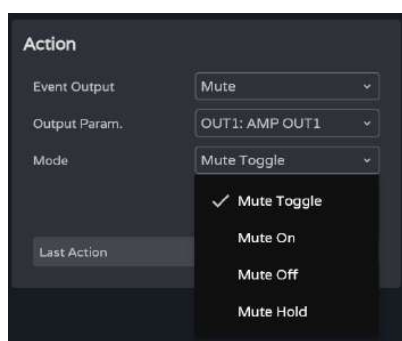 Action
Event Output Mute
Output Param. OUT1: AMP OUT1
Mode Mute Toggle
✓ Mute Toggle
Mute On
Last Action
Mute Off
Mute Hold